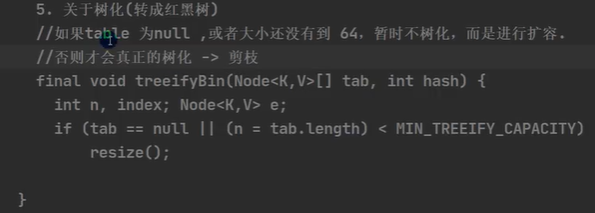 5. 关于树化(转成红黑树)
//如果table 为null ,或者大小还没有到 64，暂时不树化，而是进行扩容.
//否则才会真正的树化 -> 剪枝
final void treeifyBin(Node<K,V>[] tab, int hash) {
int n, index; Node<K,V> e;
if (tab == null || (n = tab.length) < MIN_TREEIFY_CAPACITY)
resize();
}